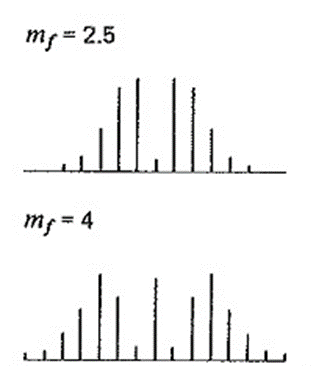 m_f = 2.5
m_f = 4